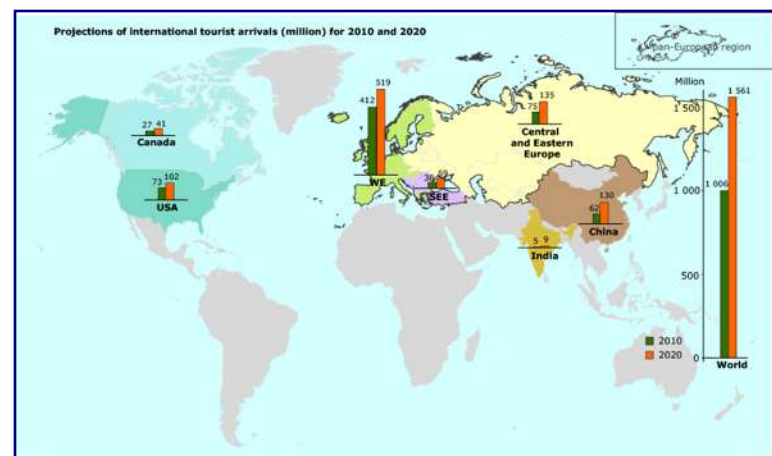 Projections of international tourist arrivals (million) for 2010 and 2020
pan-European region
Million
1 561
1 500
1 006
1 000
500
0
World
2010
2020
27 41
Canada
73 102
USA
412 519
WE
SEE
75 135
Central
and Eastern
Europe
62 130
China
5 9
India